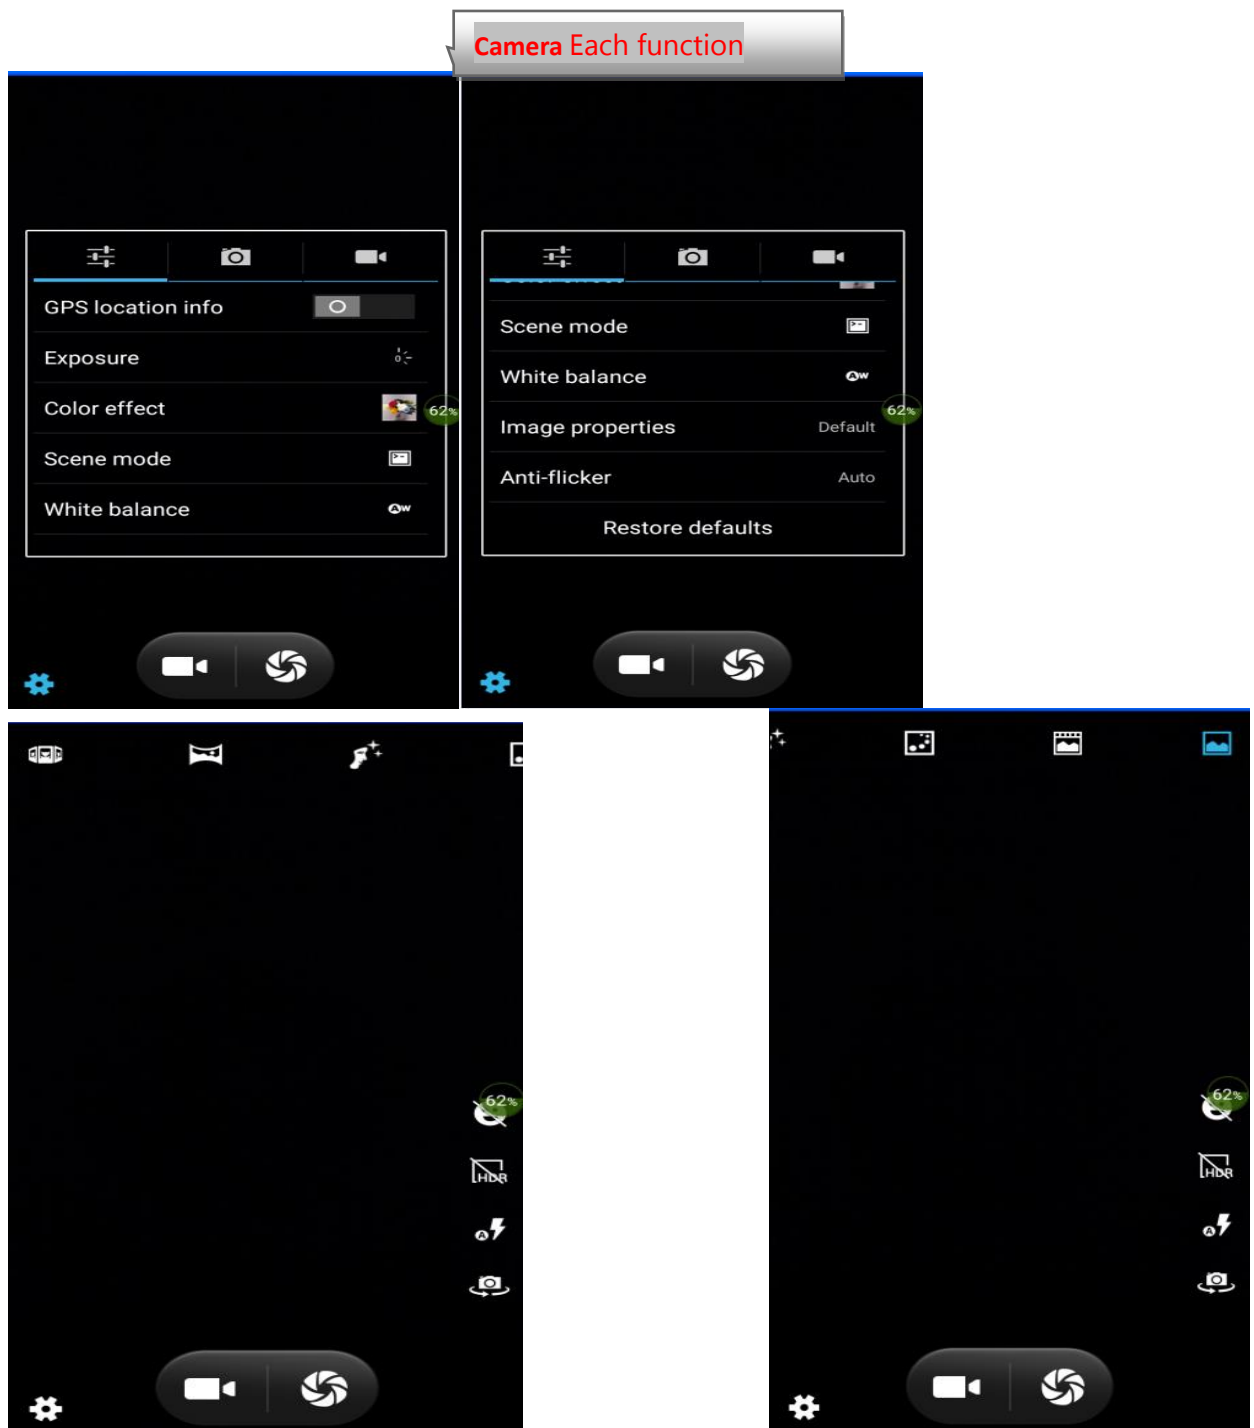 Camera Each function
GPS location info
Exposure
Color effect
62%
Scene mode
White balance
Scene mode
White balance
62%
Image properties Default
Anti-flicker Auto
Restore defaults
62%
HDR
A
62%
HDR
A